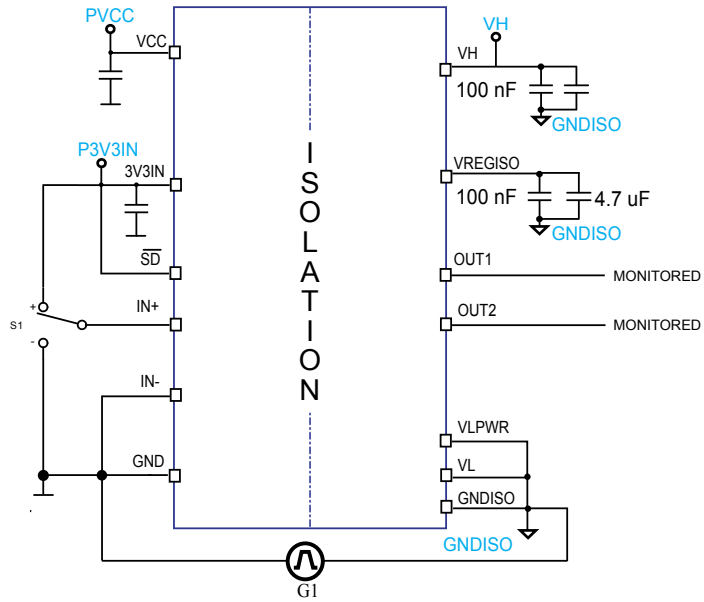 PVCC
VCC
P3V3IN
3V3IN
SD
IN+
+
S1
-
IN-
GND
ISOLATION
VH
VH
100 nF
GNDISO
VREGISO
100 nF
4.7 uF
GNDISO
OUT1
MONITORED
OUT2
MONITORED
VLPWR
VL
GNDISO
GNDISO
G1